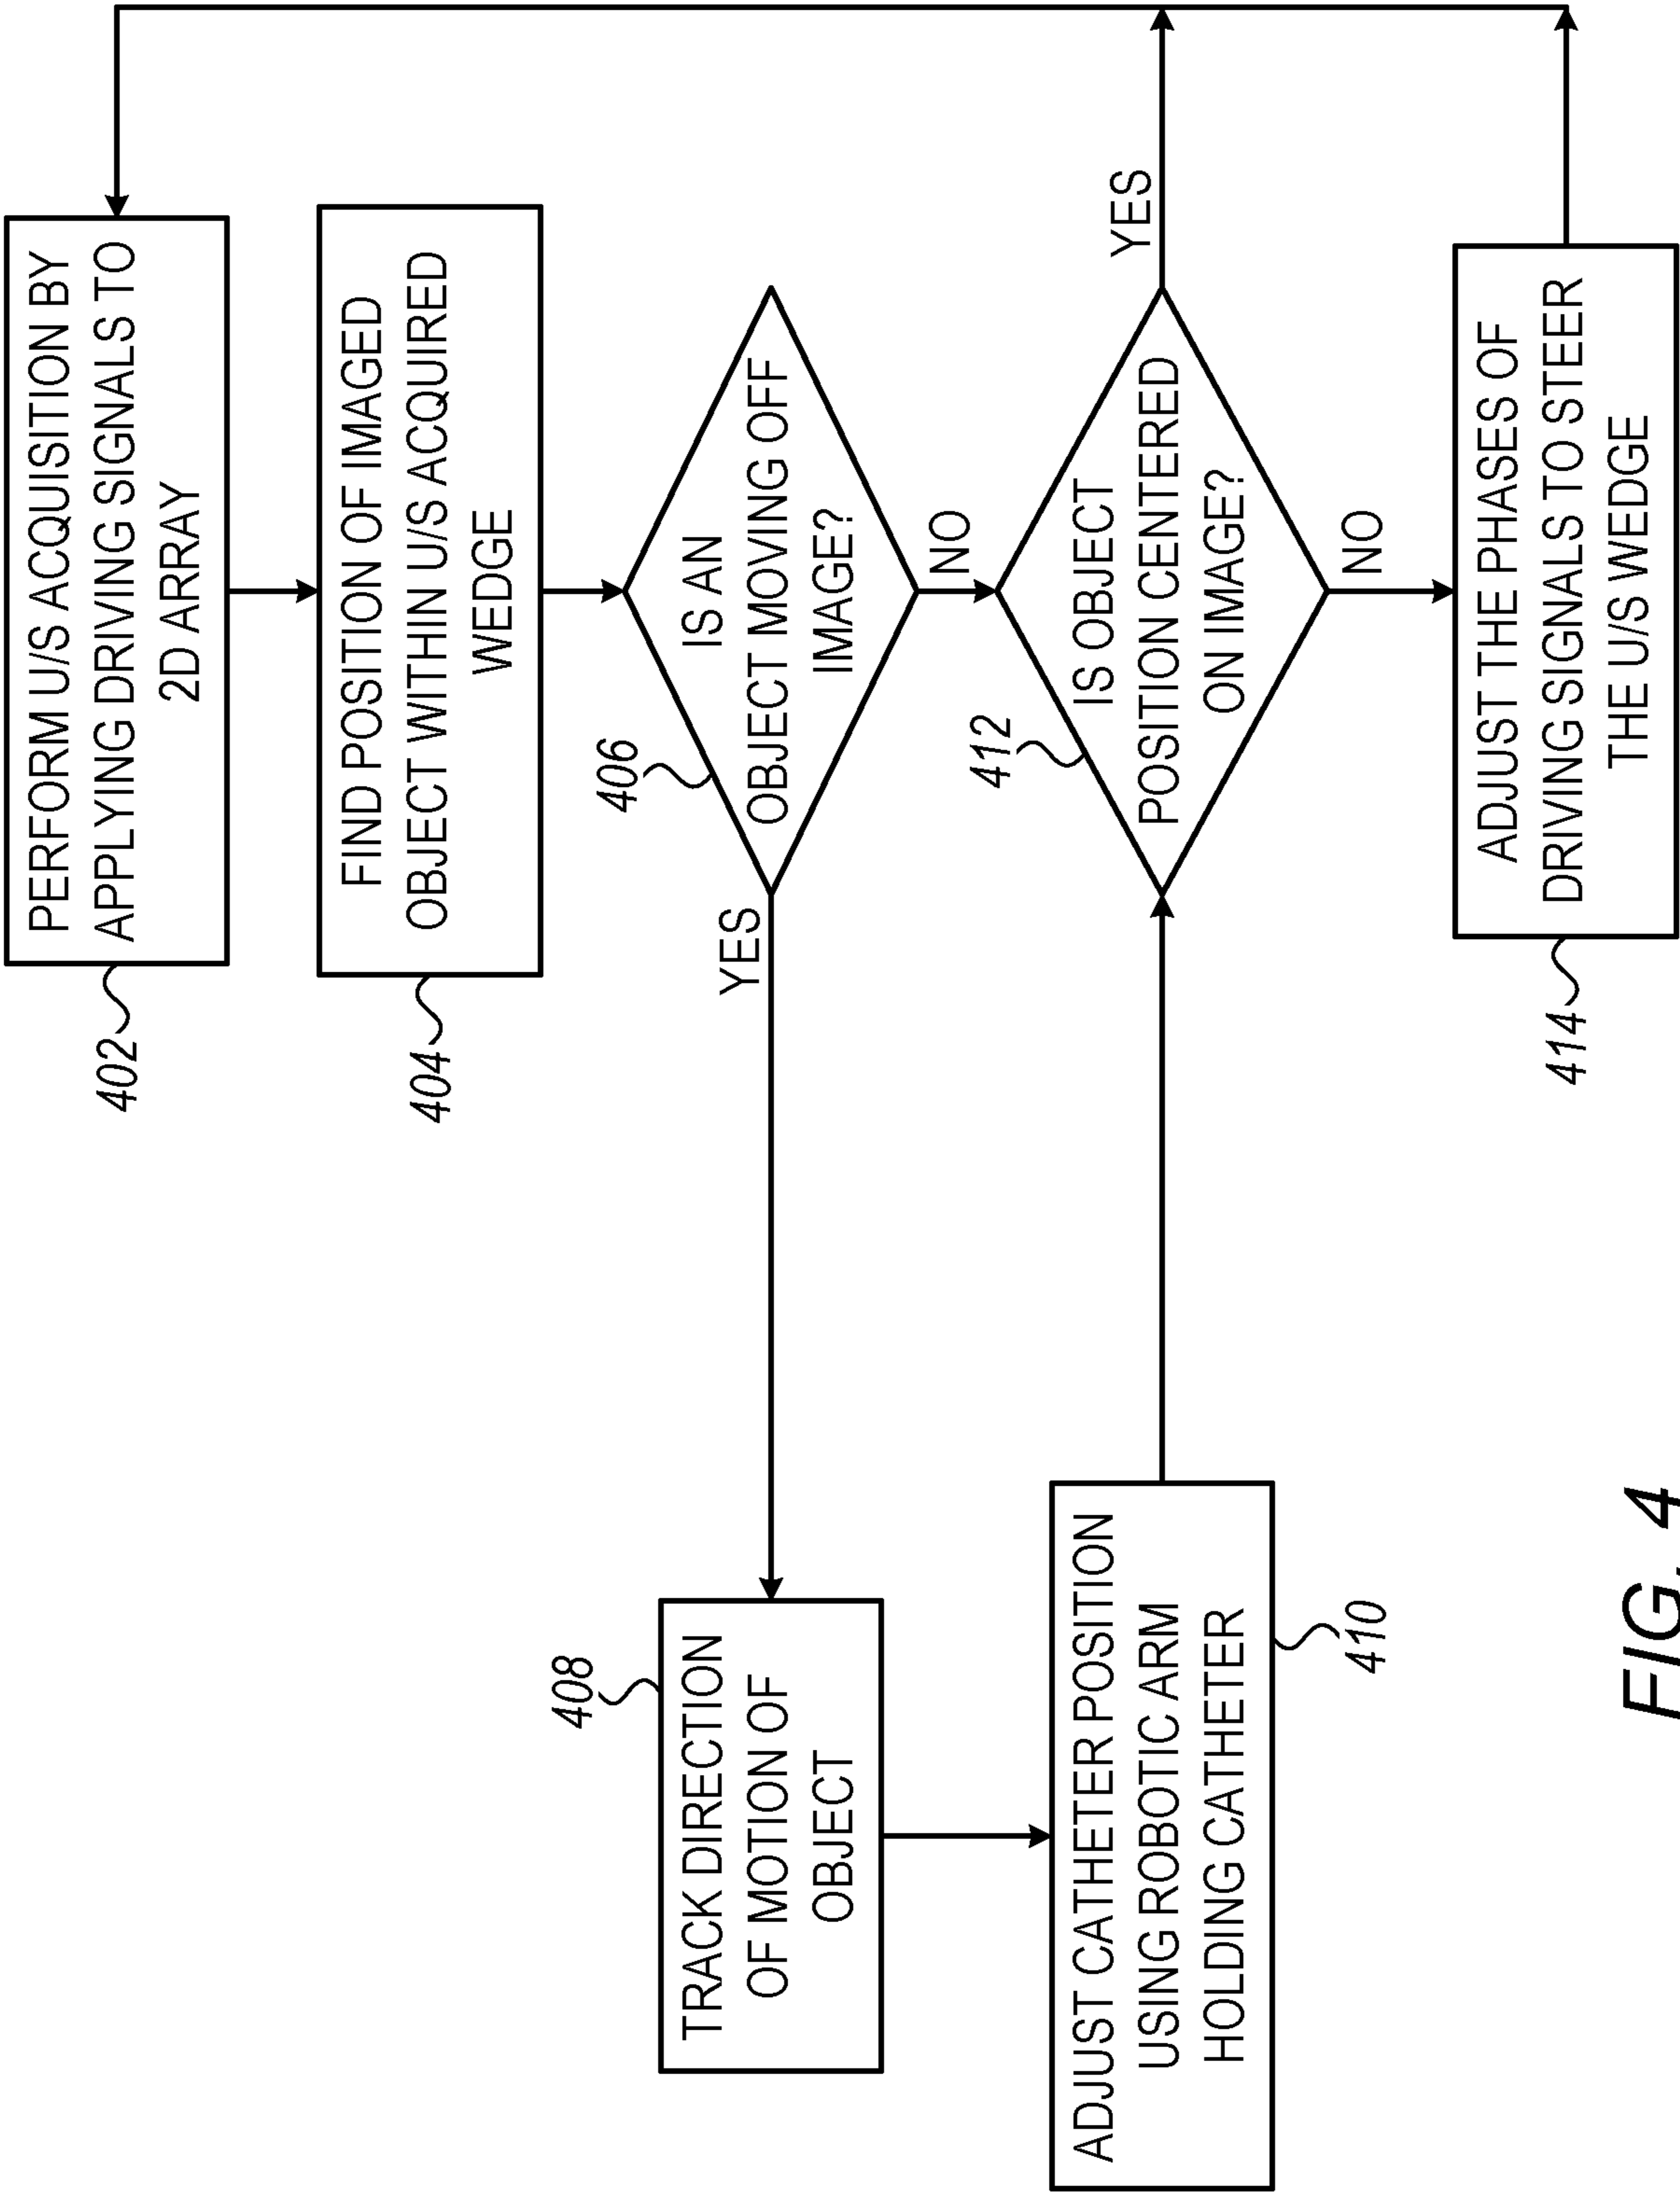 PERFORM U/S ACQUISITION BY
APPLYING DRIVING SIGNALS TO
2D ARRAY
402
FIND POSITION OF IMAGED
OBJECT WITHIN U/S ACQUIRED
WEDGE
404
406
IS AN
OBJECT MOVING OFF
IMAGE?
YES
NO
408
TRACK DIRECTION
OF MOTION OF
OBJECT
ADJUST CATHETER POSITION
USING ROBOTIC ARM
HOLDING CATHETER
410
412
IS OBJECT
POSITION CENTERED
ON IMAGE?
YES
NO
ADJUST THE PHASES OF
DRIVING SIGNALS TO STEER
THE U/S WEDGE
414
FIG. 4